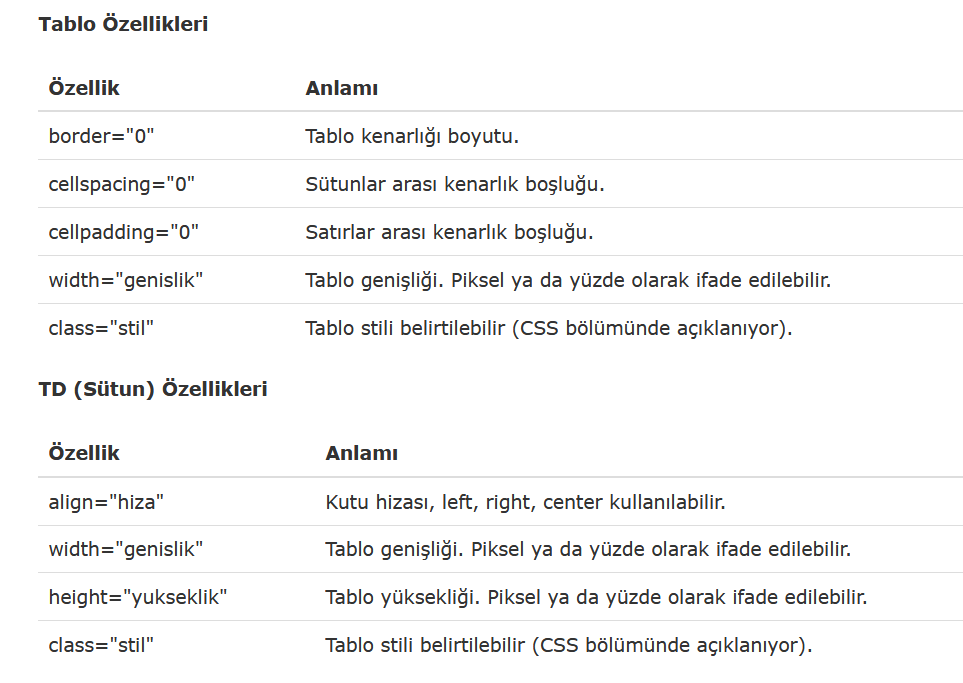 Tablo Özellikleri
Özellik Anlamı
border="0" Tablo kenarlığı boyutu.
cellspacing="0" Sütunlar arası kenarlık boşluğu.
cellpadding="0" Satırlar arası kenarlık boşluğu.
width="genislik" Tablo genişliği. Piksel ya da yüzde olarak ifade edilebilir.
class="stil" Tablo stili belirtilebilir (CSS bölümünde açıklanıyor).
TD (Sütun) Özellikleri
Özellik Anlamı
align="hiza" Kutu hizası, left, right, center kullanılabilir.
width="genislik" Tablo genişliği. Piksel ya da yüzde olarak ifade edilebilir.
height="yukseklik" Tablo yüksekliği. Piksel ya da yüzde olarak ifade edilebilir.
class="stil" Tablo stili belirtilebilir (CSS bölümünde açıklanıyor).